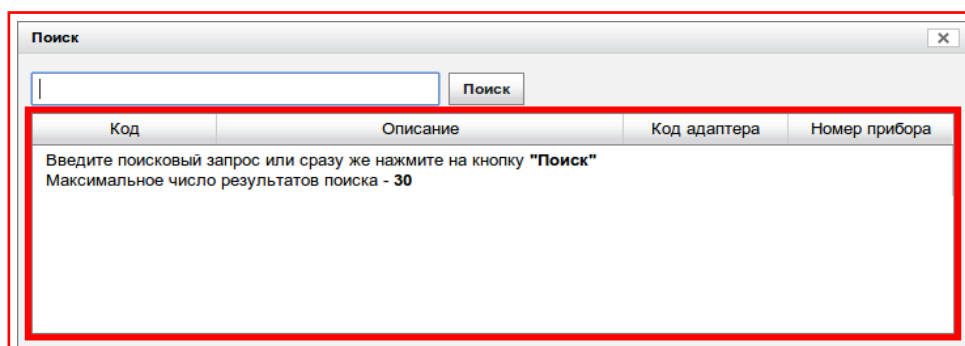 Поиск
Поиск
Код Описание Код адаптера Номер прибора
Введите поисковый запрос или сразу же нажмите на кнопку "Поиск"
Максимальное число результатов поиска - 30